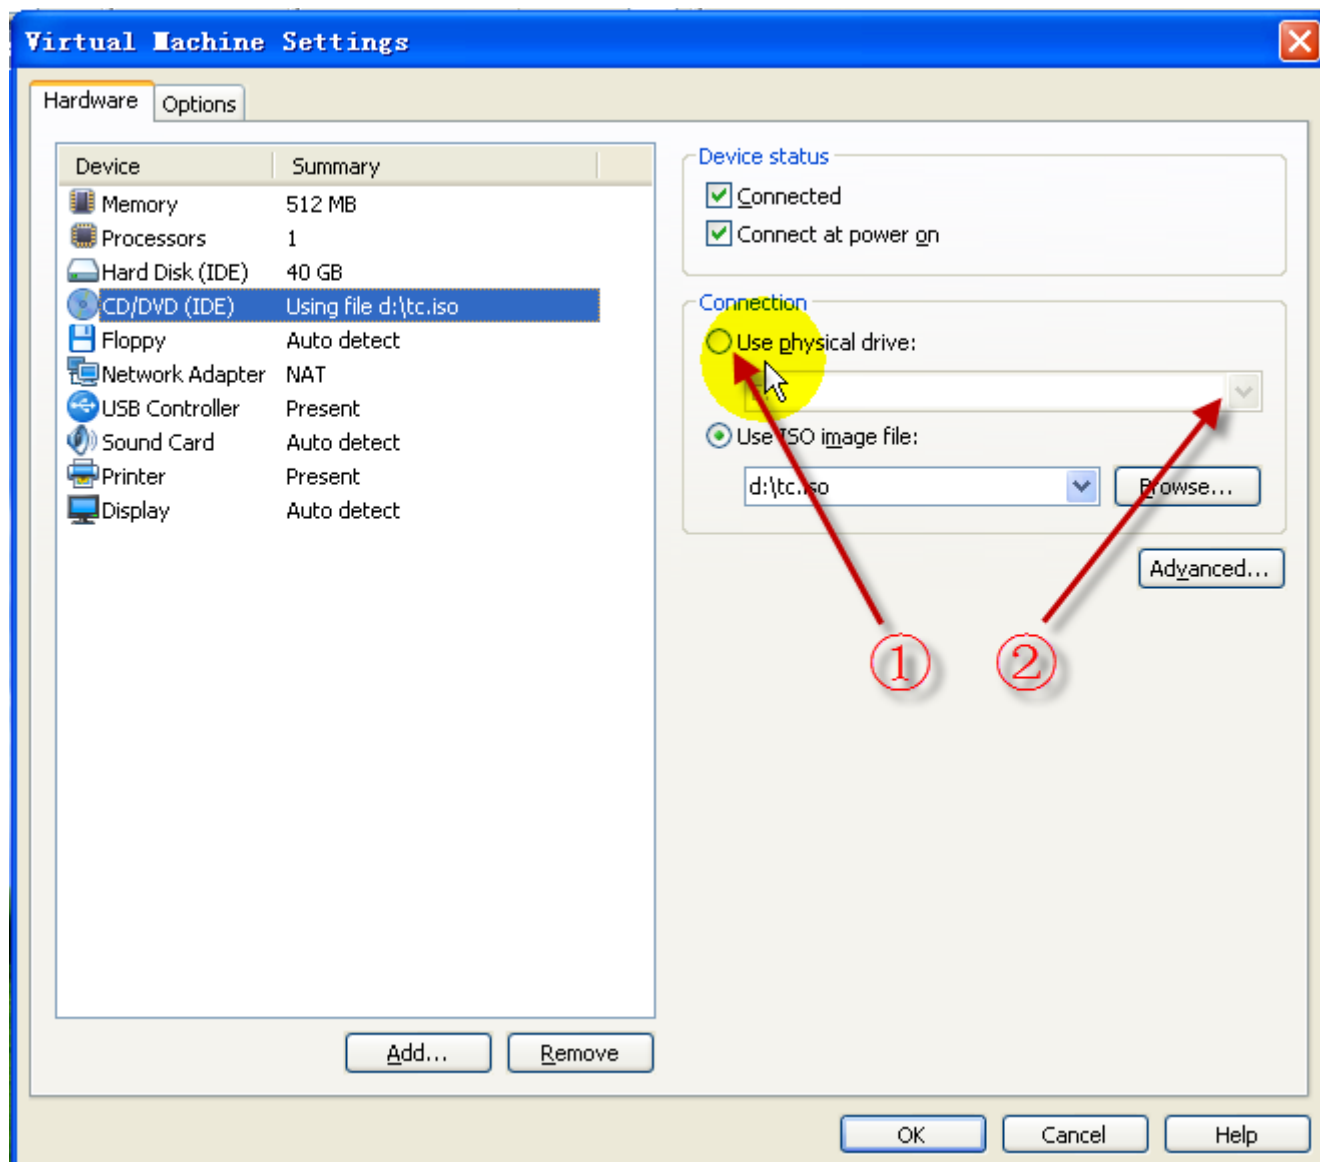 Virtual Machine Settings
Hardware Options
Device Summary
Memory 512 MB
Processors 1
Hard Disk (IDE) 40 GB
CD/DVD (IDE) Using file d:\tc.iso
Floppy Auto detect
Network Adapter NAT
USB Controller Present
Sound Card Auto detect
Printer Present
Display Auto detect
Add... Remove
Device status
Connected
Connect at power on
Connection
Use physical drive:
Use ISO image file:
d:\tc.iso Browse...
Advanced...
① ②
OK Cancel Help